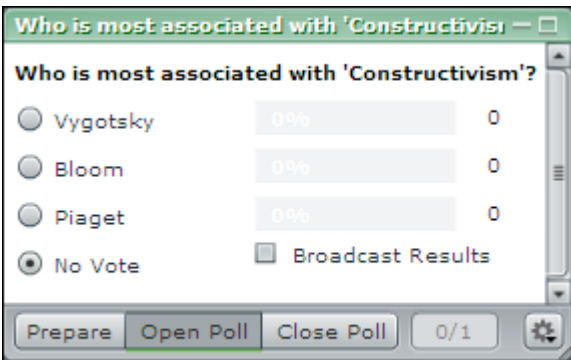 Who is most associated with 'Constructivis
Who is most associated with 'Constructivism'?
Vygotsky 0% 0
Bloom 0% 0
Piaget 0% 0
No Vote Broadcast Results
Prepare Open Poll Close Poll 0/1